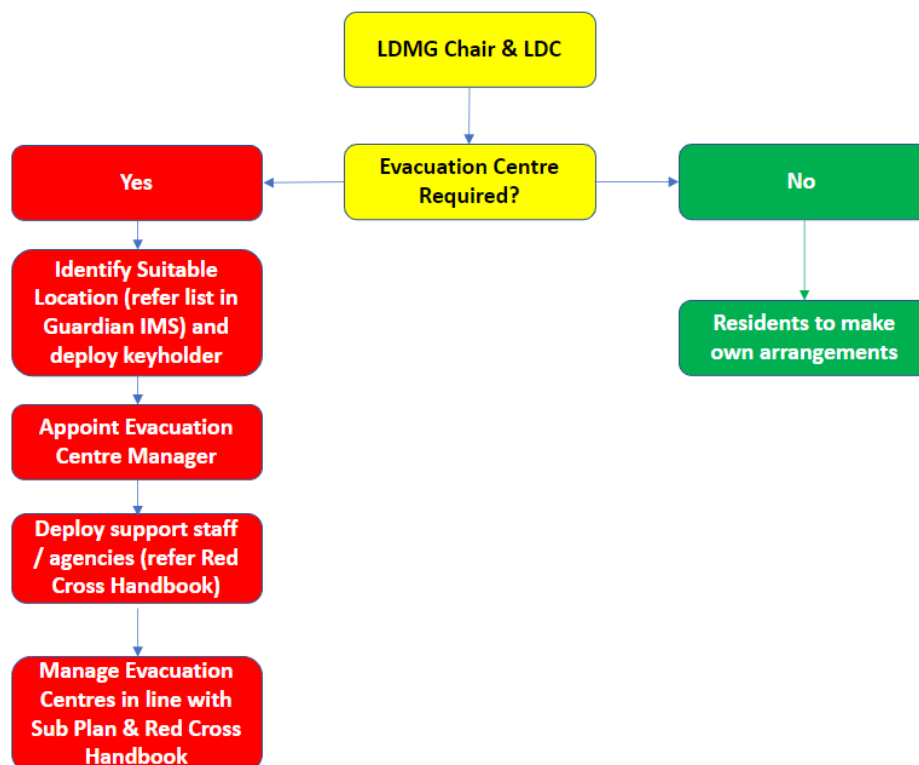 LDMG Chair & LDC
Yes
Evacuation Centre
Required?
No
Identify Suitable
Location (refer list in
Guardian IMS) and
deploy keyholder
Residents to make
own arrangements
Appoint Evacuation
Centre Manager
Deploy support staff
/ agencies (refer Red
Cross Handbook)
Manage Evacuation
Centres in line with
Sub Plan & Red Cross
Handbook